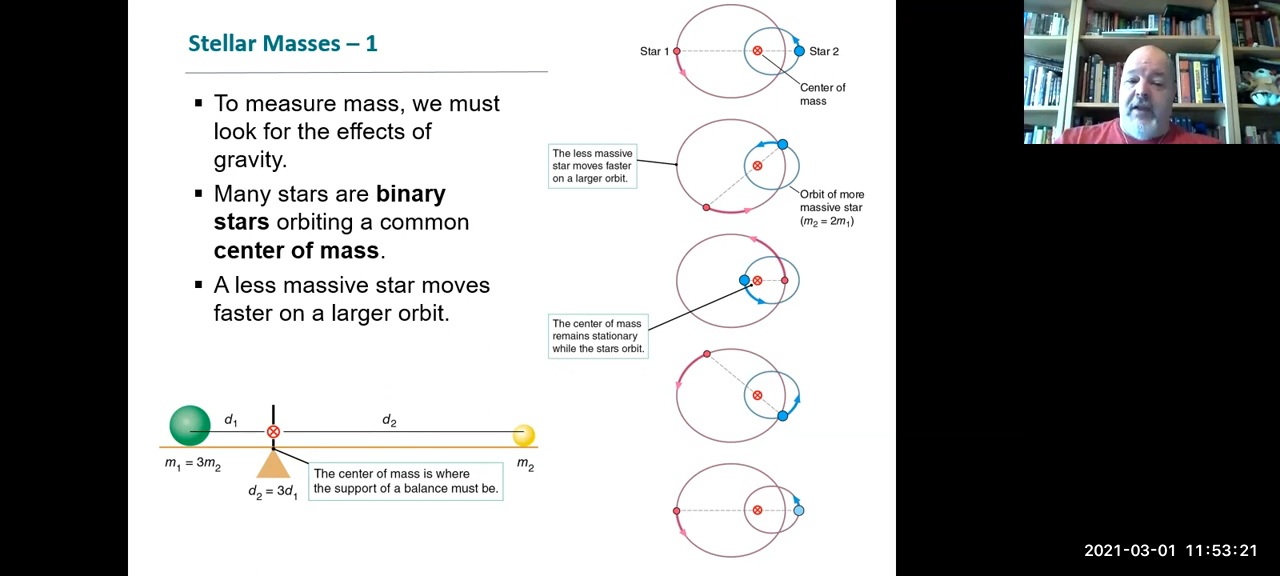 Stellar Masses – 1
▪ To measure mass, we must
look for the effects of
gravity.
▪ Many stars are binary
stars orbiting a common
center of mass.
▪ A less massive star moves
faster on a larger orbit.
d₁
d₂
m₁ = 3m₂
m₂
d₂ = 3d₁
The center of mass is where
the support of a balance must be.
Star 1
Star 2
Center of
mass
The less massive
star moves faster
on a larger orbit.
Orbit of more
massive star
(m₂ = 2m₁)
The center of mass
remains stationary
while the stars orbit.
2021-03-01 11:53:21